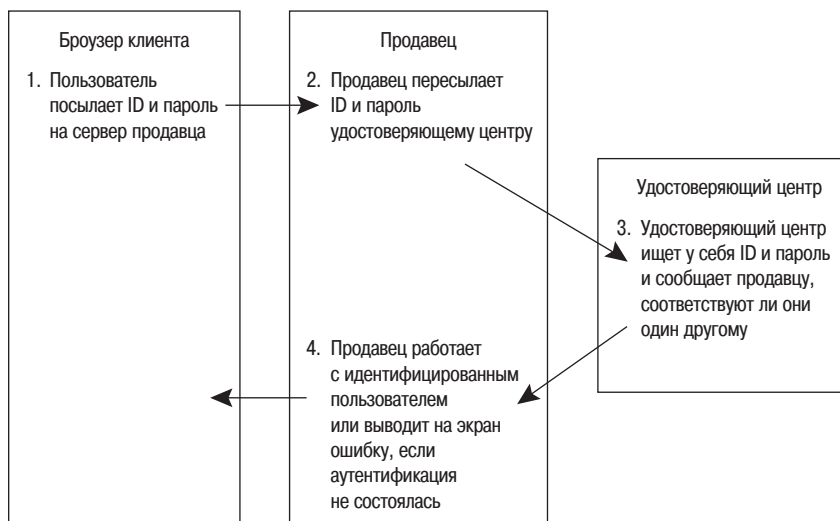 Броузер клиента
1. Пользователь
посылает ID и пароль
на сервер продавца
Продавец
2. Продавец пересылает
ID и пароль
удостоверяющему центру
Удостоверяющий центр
3. Удостоверяющий центр
ищет у себя ID и пароль
и сообщает продавцу,
соответствуют ли они
один другому
4. Продавец работает
с идентифицированным
пользователем
или выводит на экран
ошибку, если
аутентификация
не состоялась